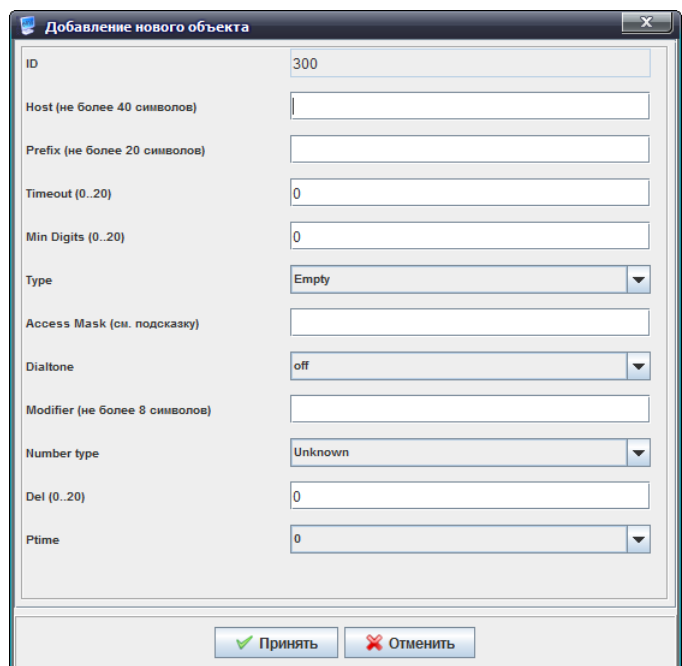 Добавление нового объекта
ID 300
Host (не более 40 символов)
Prefix (не более 20 символов)
Timeout (0..20) 0
Min Digits (0..20) 0
Type Empty
Access Mask (см. подсказку)
Dialtone off
Modifier (не более 8 символов)
Number type Unknown
Del (0..20) 0
Ptime 0
Принять Отменить